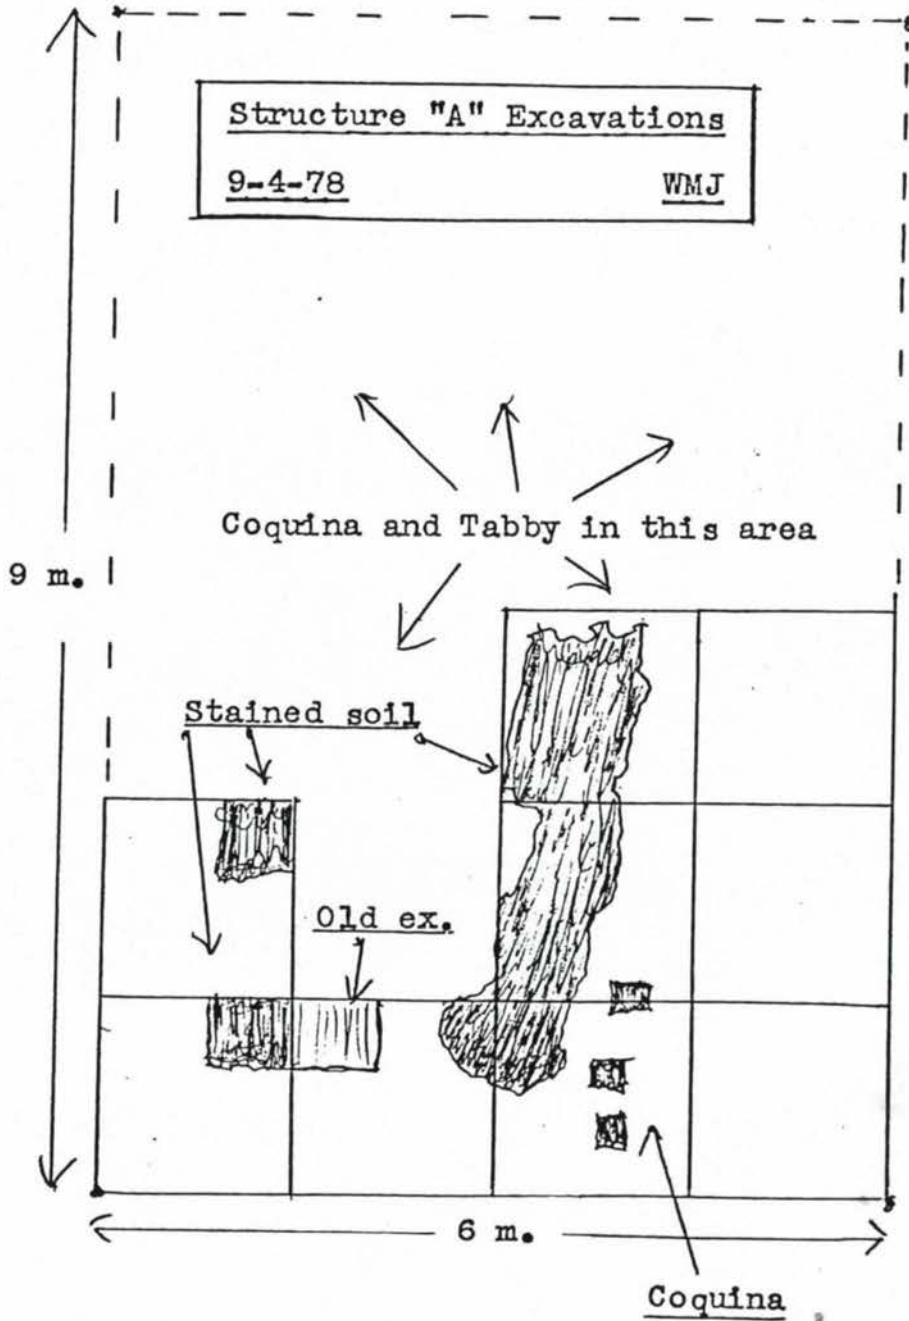 Structure "A" Excavations
9-4-78 WMJ
Coquina and Tabby in this area
9 m.
Stained soil
Old ex.
6 m.
Coquina